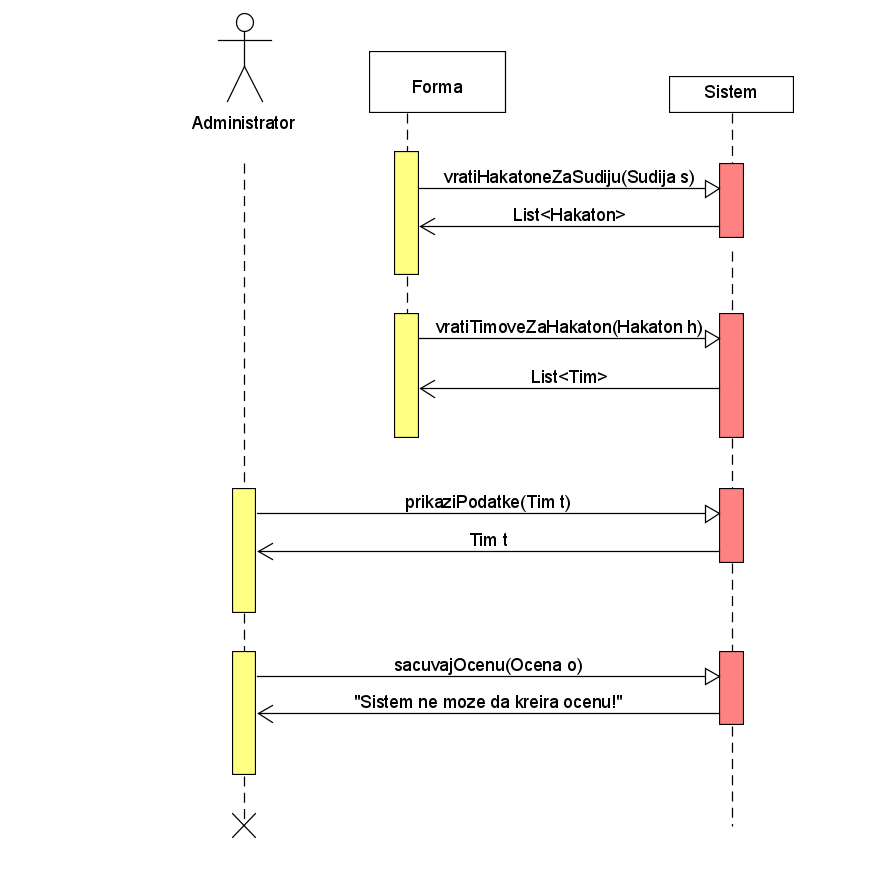 Forma
Sistem
Administrator
vratiHakatoneZaSudiju(Sudija s)
List<Hakaton>
vratiTimoveZaHakaton(Hakaton h)
List<Tim>
prikaziPodatke(Tim t)
Tim t
sacuvajOcenu(Ocena o)
"Sistem ne moze da kreira ocenu!"